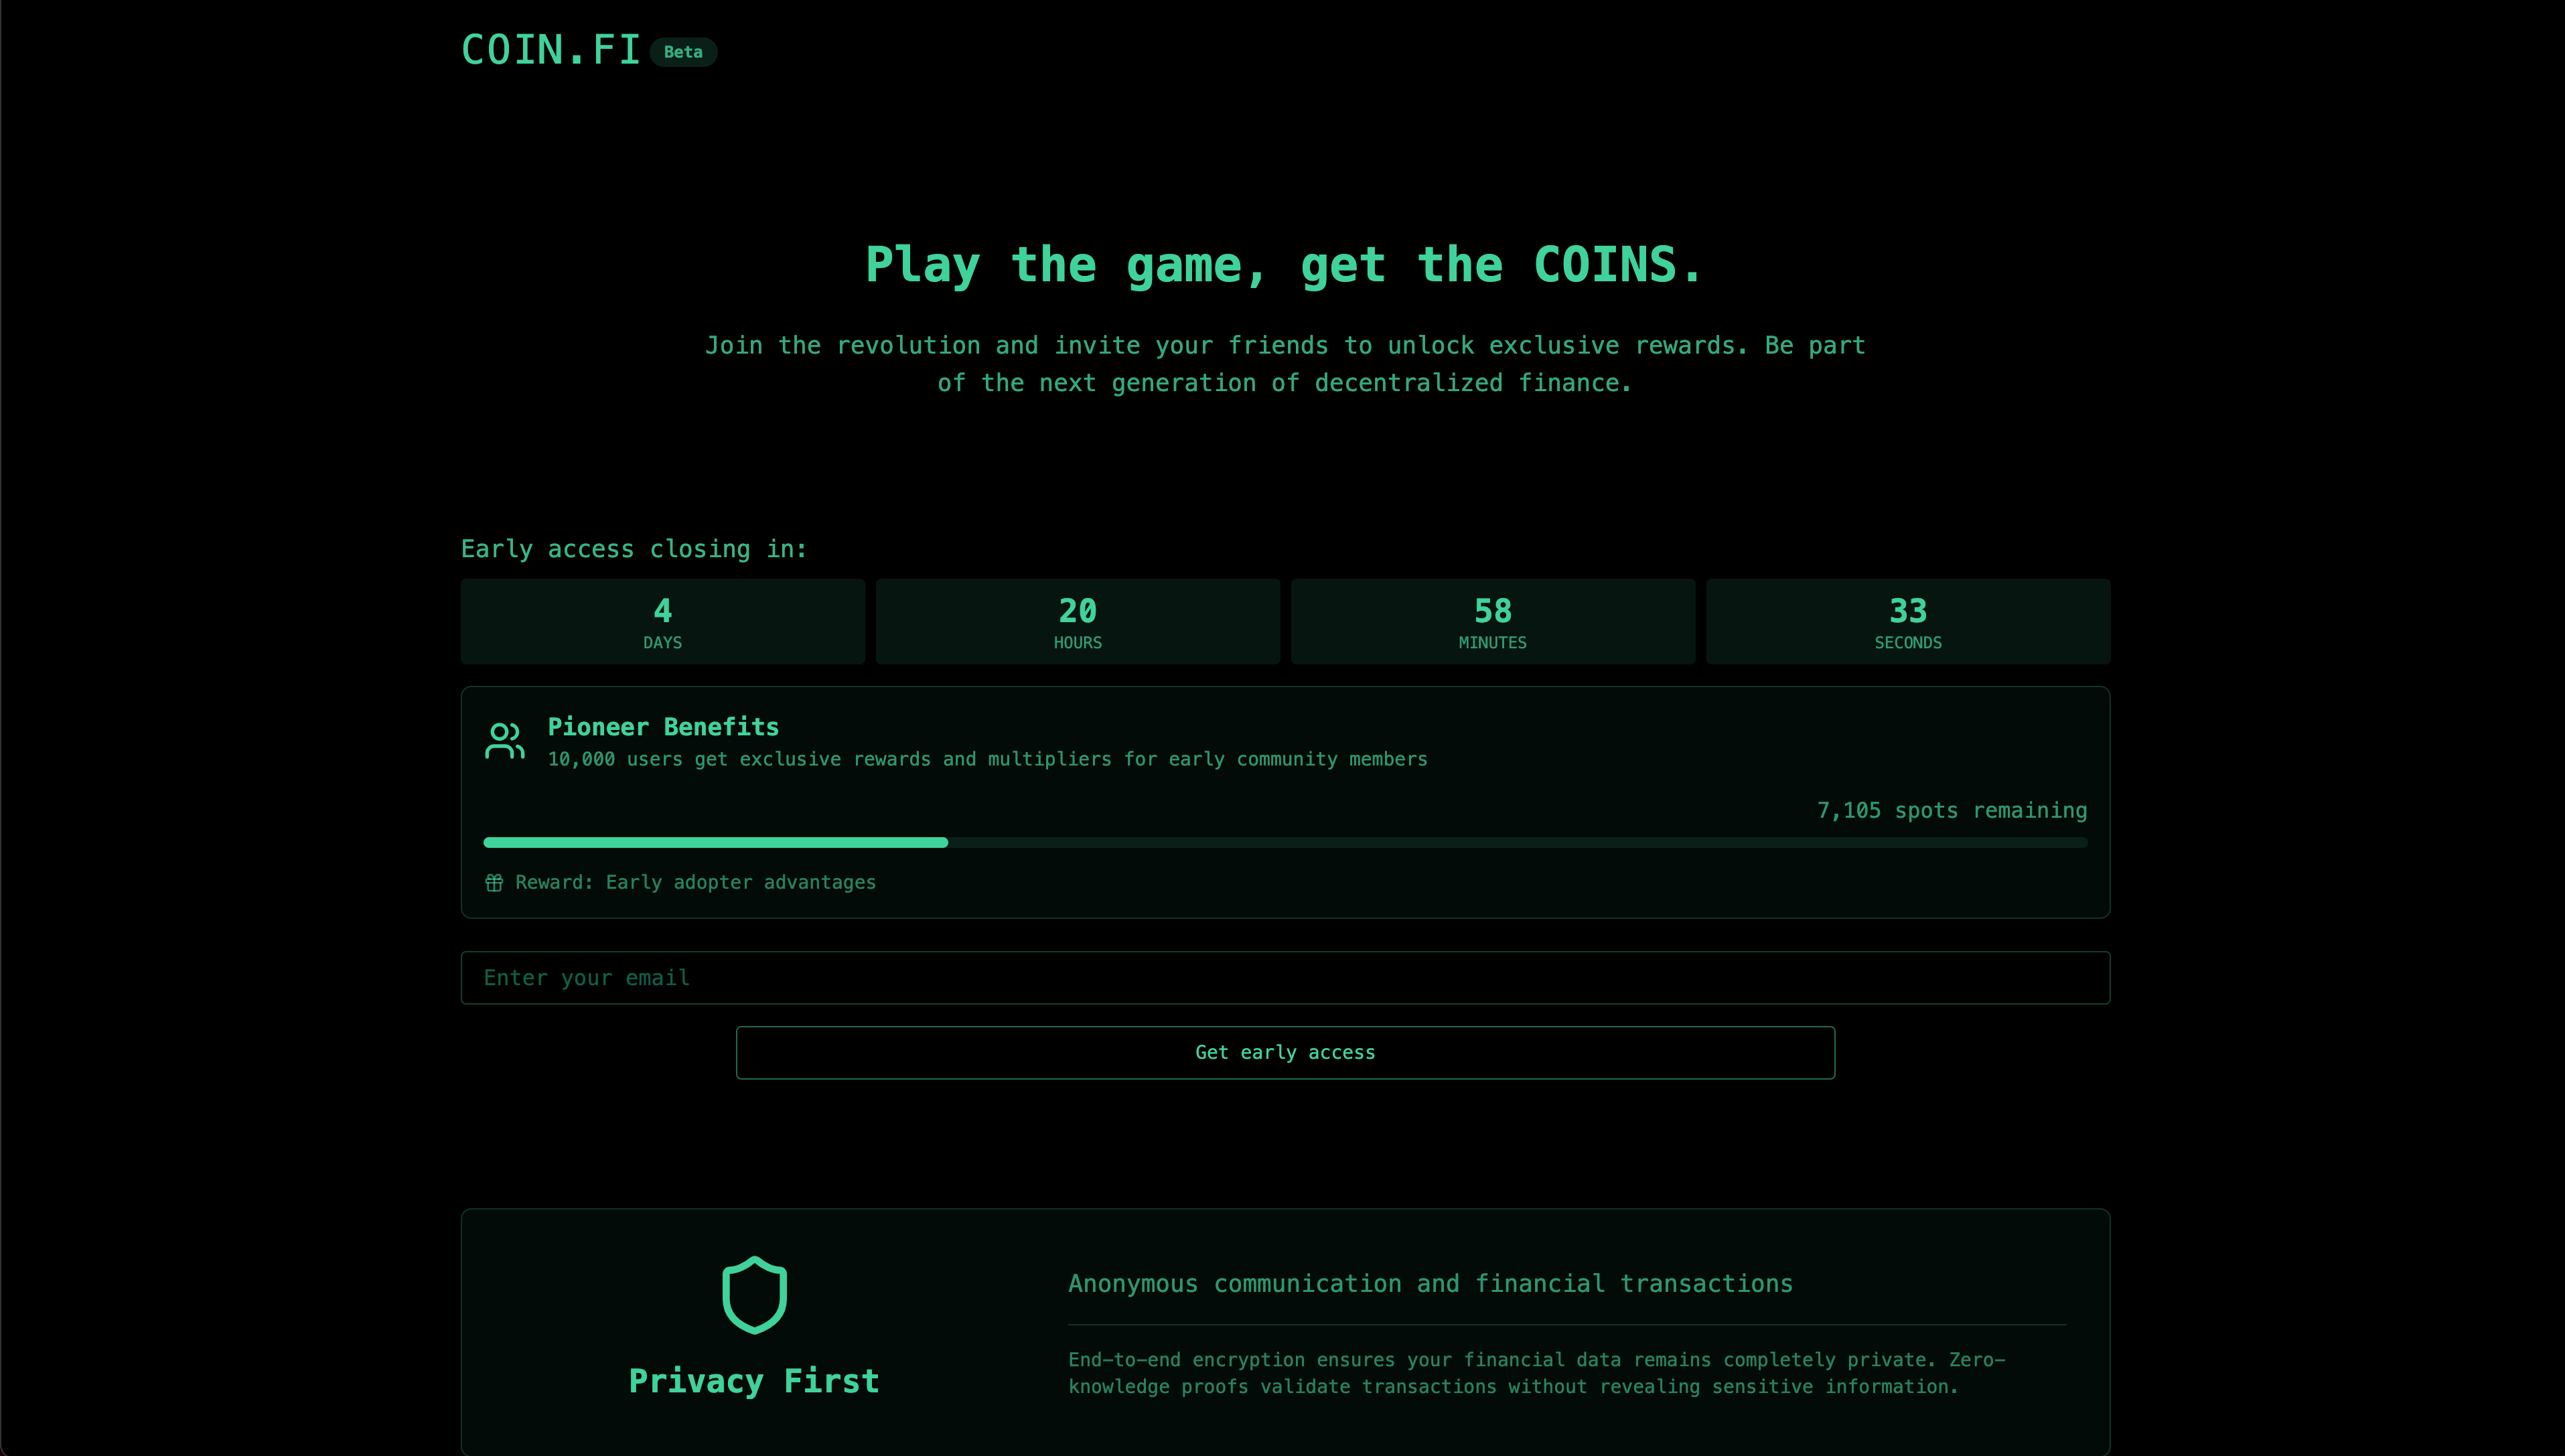 COIN.FI Beta
Play the game, get the COINS.
Join the revolution and invite your friends to unlock exclusive rewards. Be part
of the next generation of decentralized finance.
Early access closing in:
4 20 58 33
DAYS HOURS MINUTES SECONDS
Pioneer Benefits
10,000 users get exclusive rewards and multipliers for early community members
7,105 spots remaining
Reward: Early adopter advantages
Enter your email
Get early access
Privacy First
Anonymous communication and financial transactions
End-to-end encryption ensures your financial data remains completely private. Zero-
knowledge proofs validate transactions without revealing sensitive information.